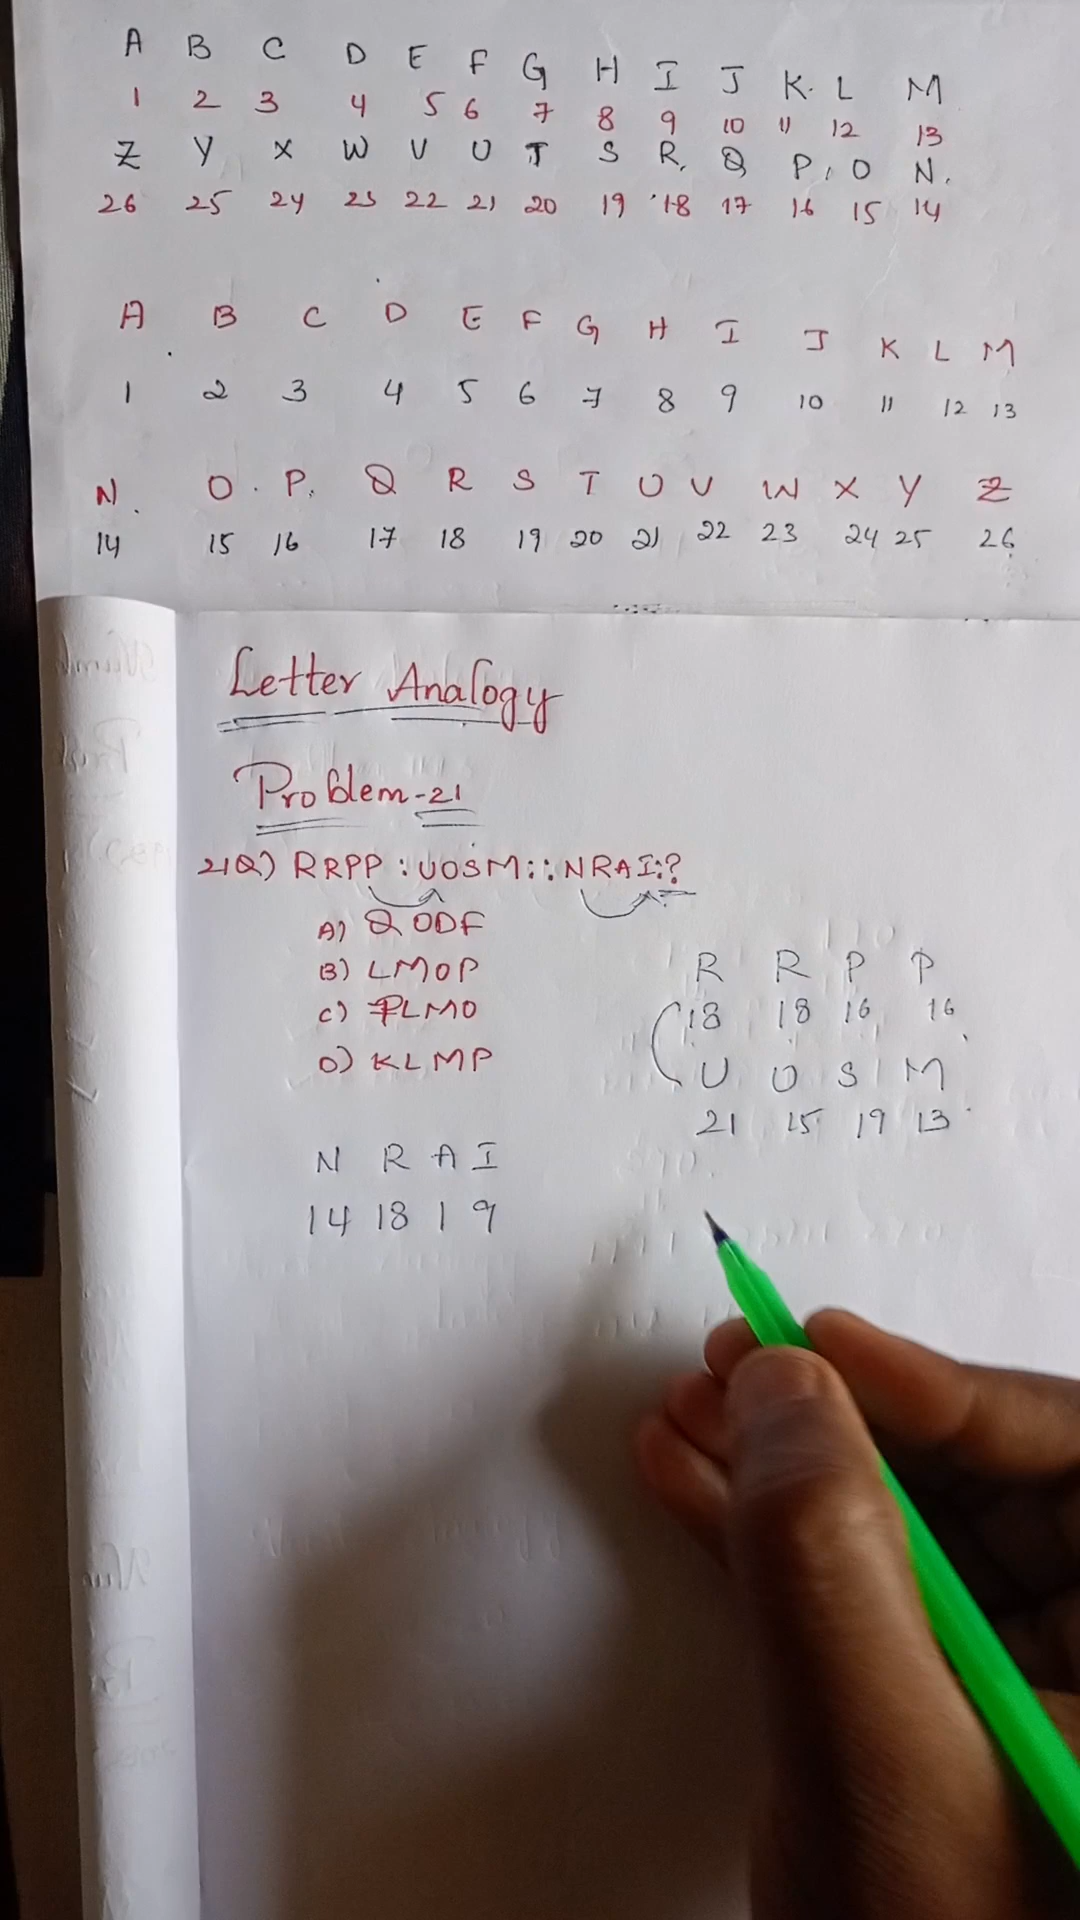 A B C D E F G H I J K. L M
1 2 3 4 5 6 7 8 9 10 11 12 13
Z Y X W V U T S R. Q P, O N.
26 25 24 23 22 21 20 19 18 17 16 15 14
A B C D E F G H I J K L M
1 2 3 4 5 6 7 8 9 10 11 12 13
N. O. P. Q R S T U V W X Y Z
14 15 16 17 18 19 20 21 22 23 24 25 26
Letter Analogy
Problem-21
21Q) RRPP : UOSM :: NRAI:?
A) QODF
B) LMOP
C) PLMO
D) KLMP
R R P P
18 18 16 16
U O S M
21 15 19 13
N R A I
14 18 1 9